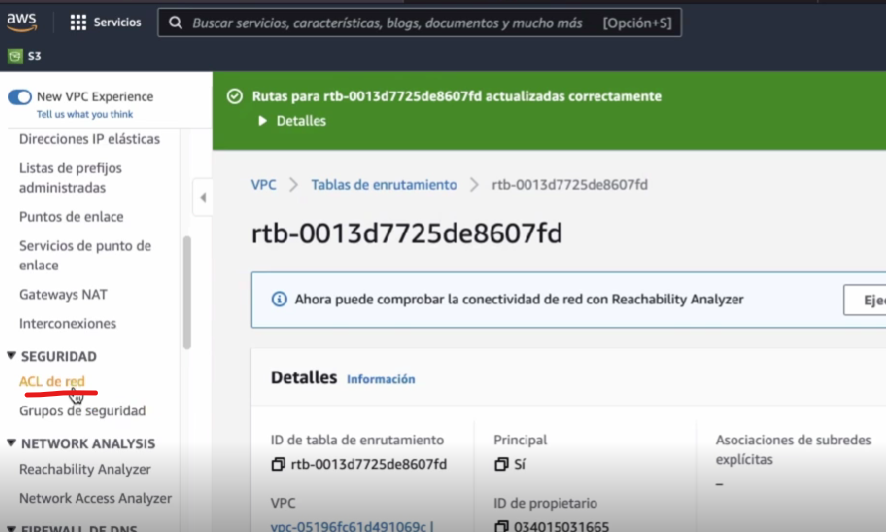 aws
Servicios
Buscar servicios, características, blogs, documentos y mucho más [Opción+S]
S3
New VPC Experience
Tell us what you think
Direcciones IP elásticas
Listas de prefijos
administradas
Puntos de enlace
Servicios de punto de
enlace
Gateways NAT
Interconexiones
SEGURIDAD
ACL de red
Grupos de seguridad
NETWORK ANALYSIS
Reachability Analyzer
Network Access Analyzer
FIREWALL DE DNS
Rutas para rtb-0013d7725de8607fd actualizadas correctamente
Detalles
VPC
Tablas de enrutamiento
rtb-0013d7725de8607fd
rtb-0013d7725de8607fd
Ahora puede comprobar la conectividad de red con Reachability Analyzer
Ejec
Detalles Información
ID de tabla de enrutamiento
rtb-0013d7725de8607fd
Principal
Sí
Asociaciones de subredes
explícitas
–
VPC
vpc-05196fc61d491069c |
ID de propietario
034015031665